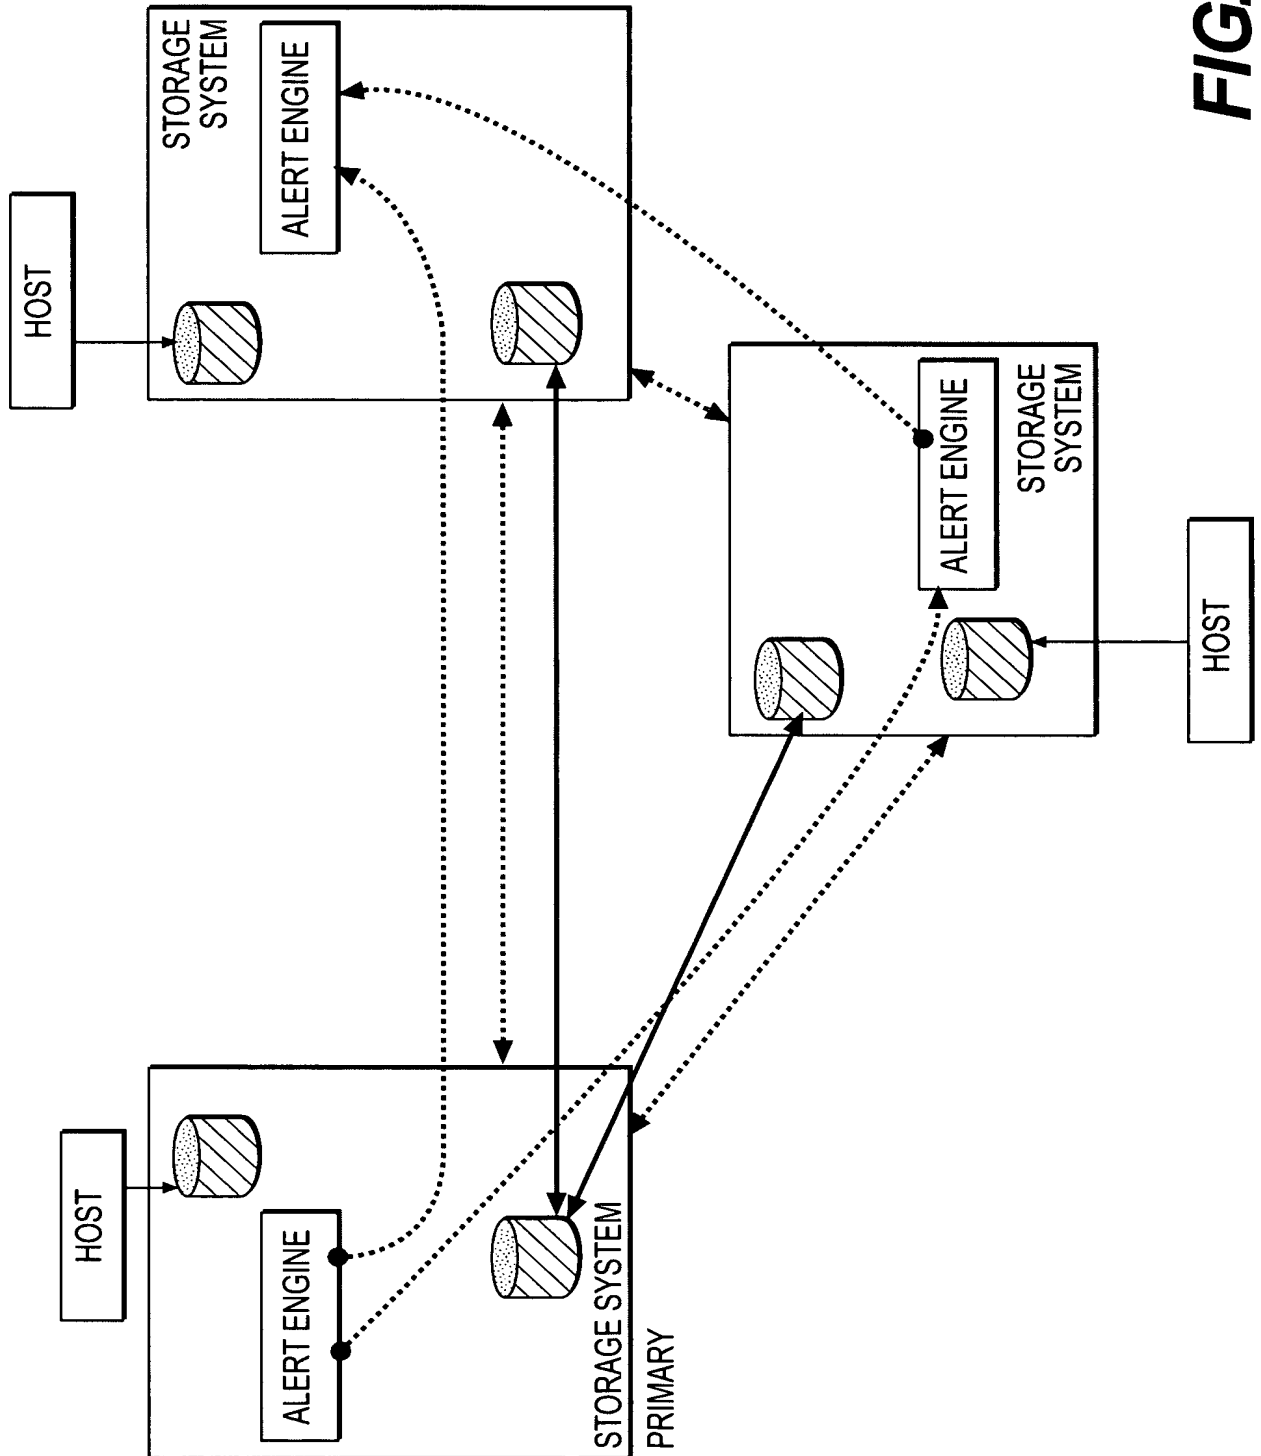 HOST
HOST
STORAGE
SYSTEM
ALERT ENGINE
ALERT ENGINE
STORAGE SYSTEM
PRIMARY
ALERT ENGINE
STORAGE
SYSTEM
HOST
FIG.